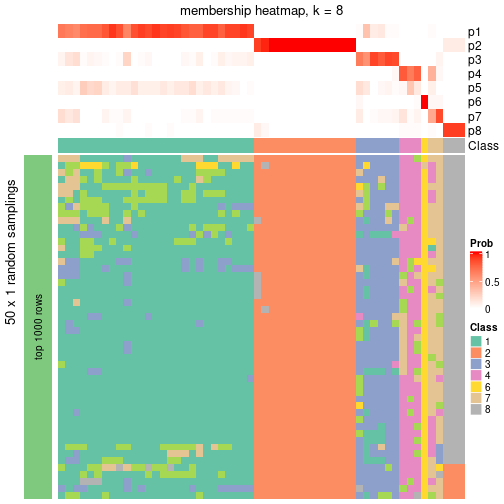 membership heatmap, k = 8
p1
p2
p3
p4
p5
p6
p7
p8
Class
50 x 1 random samplings
top 1000 rows
Prob
1
0.5
0
Class
1
2
3
4
6
7
8